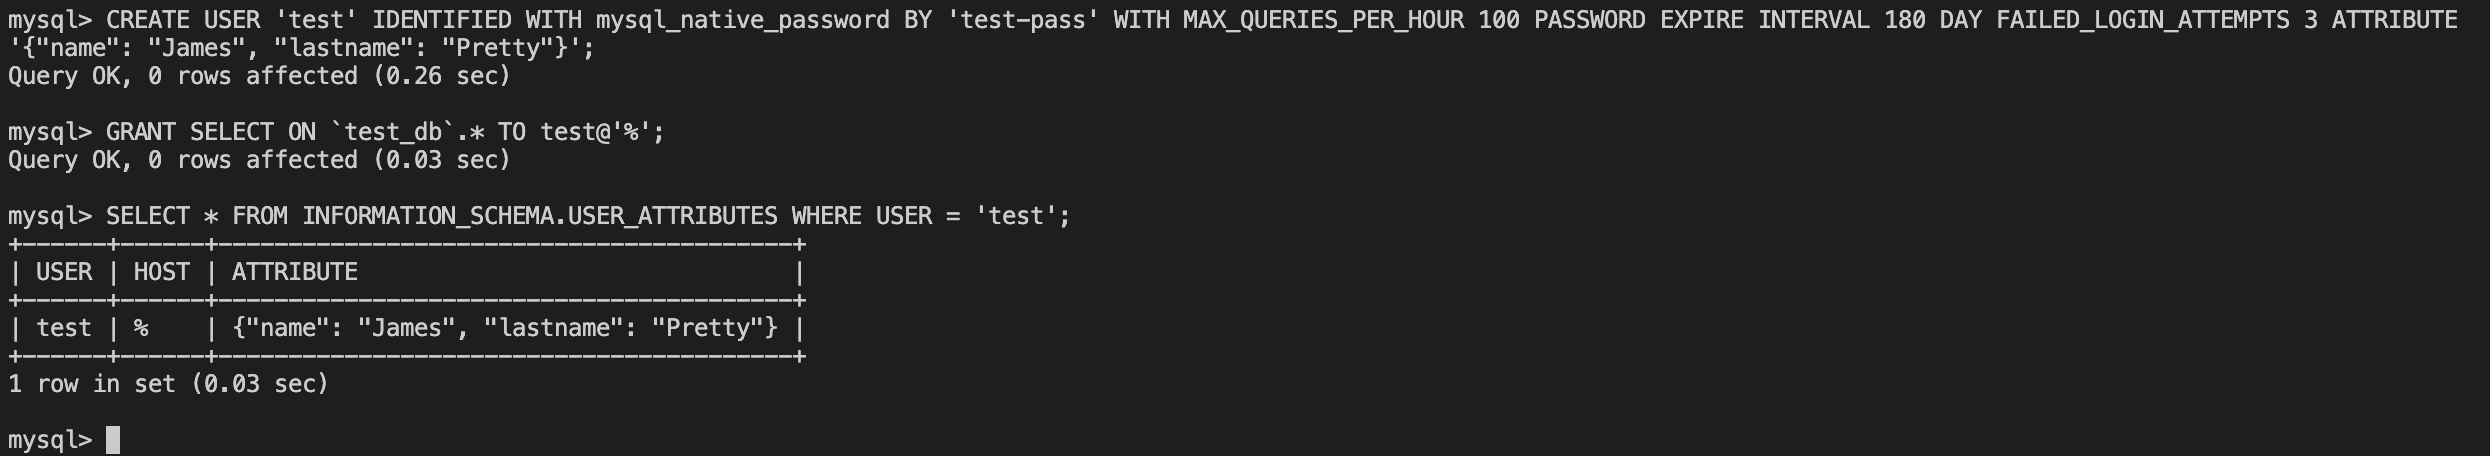 mysql> CREATE USER 'test' IDENTIFIED WITH mysql_native_password BY 'test-pass' WITH MAX_QUERIES_PER_HOUR 100 PASSWORD EXPIRE INTERVAL 180 DAY FAILED_LOGIN_ATTEMPTS 3 ATTRIBUTE
'{"name": "James", "lastname": "Pretty"}';
Query OK, 0 rows affected (0.26 sec)

mysql> GRANT SELECT ON `test_db`.* TO test@'%';
Query OK, 0 rows affected (0.03 sec)

mysql> SELECT * FROM INFORMATION_SCHEMA.USER_ATTRIBUTES WHERE USER = 'test';
+------+------+-----------------------------------------+
| USER | HOST | ATTRIBUTE                               |
+------+------+-----------------------------------------+
| test | %    | {"name": "James", "lastname": "Pretty"} |
+------+------+-----------------------------------------+
1 row in set (0.03 sec)

mysql>